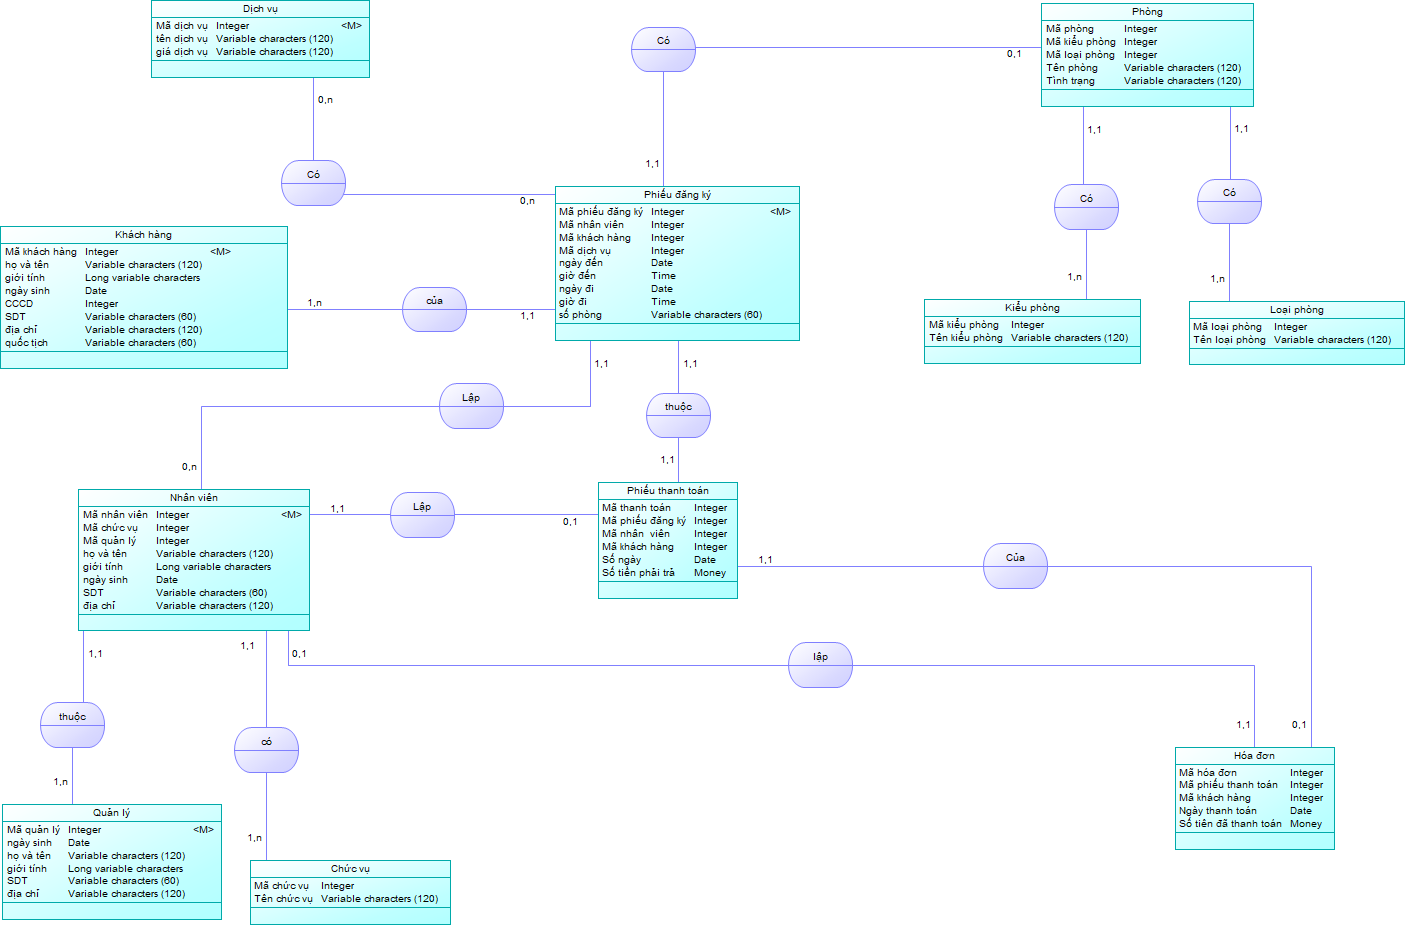 Dịch vụ
Mã dịch vụ Integer <M>
tên dịch vụ Variable characters (120)
giá dịch vụ Variable characters (120)
0,n
Có
0,n
Có
0,1
1,1
Phòng
Mã phòng Integer
Mã kiểu phòng Integer
Mã loại phòng Integer
Tên phòng Variable characters (120)
Tình trạng Variable characters (120)
1,1
1,1
Có
Có
1,n
1,n
Kiểu phòng
Mã kiểu phòng Integer
Tên kiểu phòng Variable characters (120)
Loại phòng
Mã loại phòng Integer
Tên loại phòng Variable characters (120)
Phiếu đăng ký
Mã phiếu đăng ký Integer <M>
Mã nhân viên Integer
Mã khách hàng Integer
Mã dịch vụ Integer
ngày đến Date
giờ đến Time
ngày đi Date
giờ đi Time
số phòng Variable characters (60)
Khách hàng
Mã khách hàng Integer <M>
họ và tên Variable characters (120)
giới tính Long variable characters
ngày sinh Date
CCCD Integer
SDT Variable characters (60)
địa chỉ Variable characters (120)
quốc tịch Variable characters (60)
1,n
của
1,1
1,1
Lập
0,n
1,1
thuộc
1,1
Nhân viên
Mã nhân viên Integer <M>
Mã chức vụ Integer
Mã quản lý Integer
họ và tên Variable characters (120)
giới tính Long variable characters
ngày sinh Date
SDT Variable characters (60)
địa chỉ Variable characters (120)
1,1
Lập
0,1
Phiếu thanh toán
Mã thanh toán Integer
Mã phiếu đăng ký Integer
Mã nhân viên Integer
Mã khách hàng Integer
Số ngày Date
Số tiền phải trả Money
1,1
Của
0,1
1,1
thuộc
1,n
1,1
có
1,n
0,1
lập
1,1
Quản lý
Mã quản lý Integer <M>
ngày sinh Date
họ và tên Variable characters (120)
giới tính Long variable characters
SDT Variable characters (60)
địa chỉ Variable characters (120)
Chức vụ
Mã chức vụ Integer
Tên chức vụ Variable characters (120)
Hóa đơn
Mã hóa đơn Integer
Mã phiếu thanh toán Integer
Mã khách hàng Integer
Ngày thanh toán Date
Số tiền đã thanh toán Money